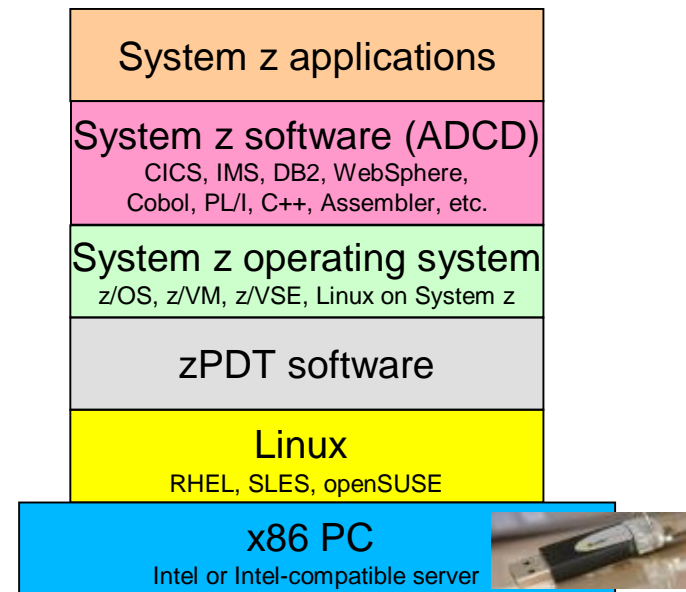 System z applications
System z software (ADCD)
CICS, IMS, DB2, WebSphere,
Cobol, PL/I, C++, Assembler, etc.
System z operating system
z/OS, z/VM, z/VSE, Linux on System z
zPDT software
Linux
RHEL, SLES, openSUSE
x86 PC
Intel or Intel-compatible server